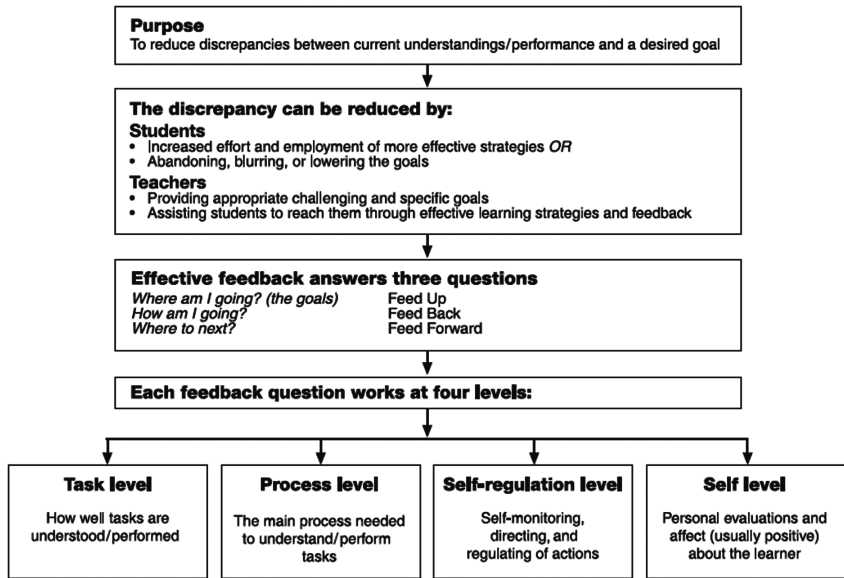 Purpose
To reduce discrepancies between current understandings/performance and a desired goal
The discrepancy can be reduced by:
Students
• Increased effort and employment of more effective strategies OR
• Abandoning, blurring, or lowering the goals
Teachers
• Providing appropriate challenging and specific goals
• Assisting students to reach them through effective learning strategies and feedback
Effective feedback answers three questions
Where am I going? (the goals) Feed Up
How am I going? Feed Back
Where to next? Feed Forward
Each feedback question works at four levels:
Task level
How well tasks are
understood/performed
Process level
The main process needed
to understand/perform
tasks
Self-regulation level
Self-monitoring,
directing, and
regulating of actions
Self level
Personal evaluations and
affect (usually positive)
about the learner